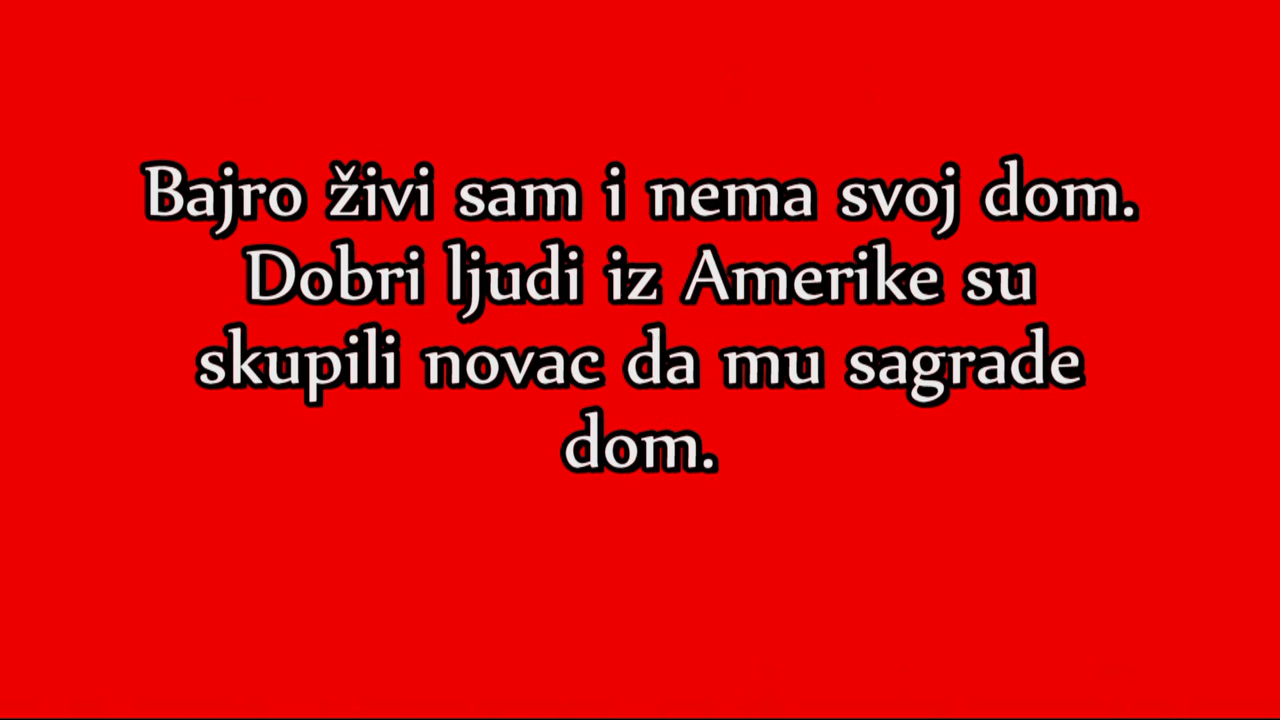 Bajro živi sam i nema svoj dom.
Dobri ljudi iz Amerike su
skupili novac da mu sagrade
dom.